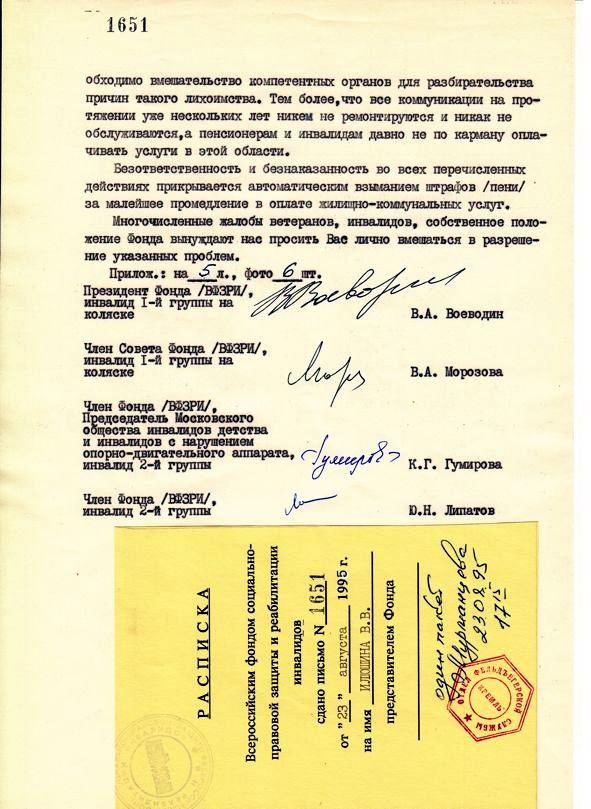 1651
обходимо вмешательство компетентных органов для разбирательства
причин такого лихоимства. Тем более,что все коммуникации на про-
тяжении уже нескольких лет никем не ремонтируются и никак не
обслуживаются,а пенсионерам и инвалидам давно не по карману опла-
чивать услуги в этой области.
Безответственность и безнаказанность во всех перечисленных
действиях прикрывается автоматическим взыманием штрафов /пени/
за малейшее промедление в оплате жилищно-коммунальных услуг.
Многочисленные жалобы ветеранов, инвалидов, собственное поло-
жение Фонда вынуждают нас просить Вас лично вмешаться в разреше-
ние указанных проблем.
Прилож.: на 5 л., фото 6 шт.
Президент Фонда /ВФЗРИ/,
инвалид I-й группы на
коляске
В.А. Воеводин
Член Совета Фонда /ВФЗРИ/,
инвалид I-й группы на
коляске
В.А. Морозова
Член Фонда /ВФЗРИ/,
Председатель Московского
общества инвалидов детства
и инвалидов с нарушением
опорно-двигательного аппарата,
инвалид 2-й группы
К.Г. Гумирова
Член Фонда /ВФЗРИ/,
инвалид 2-й группы
Ю.Н. Липатов
РАСПИСКА
Всероссийским фондом социально-
правовой защиты и реабилитации
инвалидов
сдано письмо N 1651
от "23" августа 1995 г.
на имя ИЛЮШИНА В.В.
представителем Фонда
один пакет
23 08 95
17 15
ОТДЕЛ ФЕЛЬДЪЕГЕРСКОЙ СЛУЖБЫ
КРЕМЛЬ